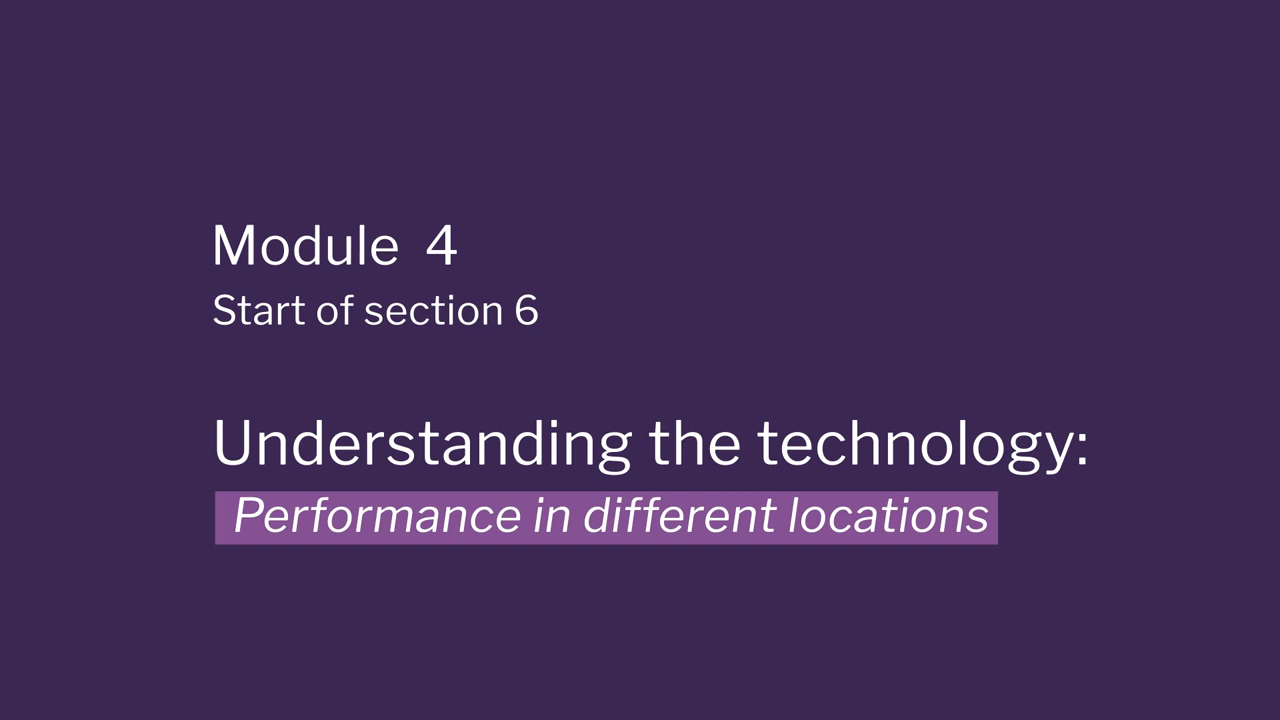 Module 4
Start of section 6
Understanding the technology:
Performance in different locations